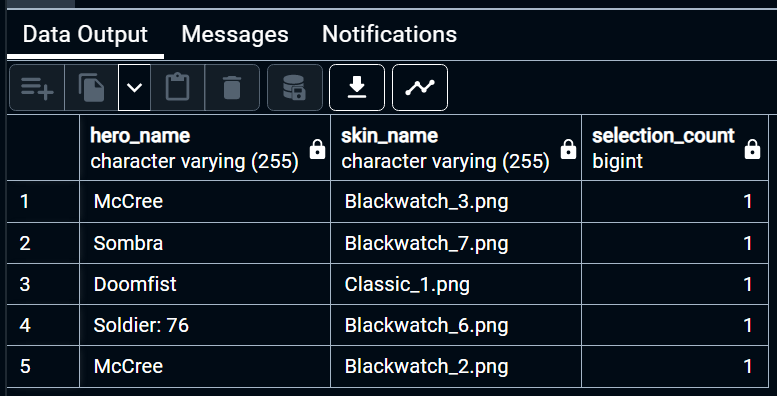 Data Output Messages Notifications
hero_name skin_name selection_count
character varying (255) character varying (255) bigint
1 McCree Blackwatch_3.png 1
2 Sombra Blackwatch_7.png 1
3 Doomfist Classic_1.png 1
4 Soldier: 76 Blackwatch_6.png 1
5 McCree Blackwatch_2.png 1